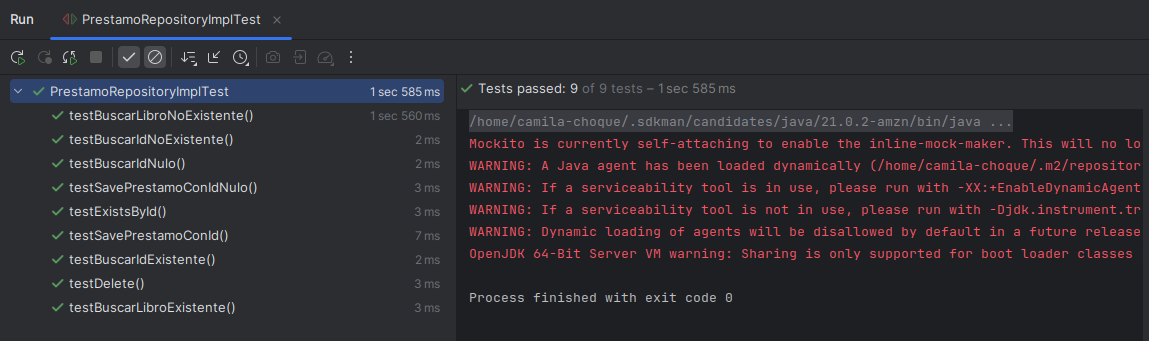 Run PrestamoRepositoryImplTest
PrestamoRepositoryImplTest 1 sec 585 ms
testBuscarLibroNoExistente() 1 sec 560 ms
testBuscarIdNoExistente() 2 ms
testBuscarIdNulo() 2 ms
testSavePrestamoConIdNulo() 3 ms
testExistsById() 3 ms
testSavePrestamoConId() 7 ms
testBuscarIdExistente() 2 ms
testDelete() 3 ms
testBuscarLibroExistente() 3 ms
Tests passed: 9 of 9 tests – 1 sec 585 ms
/home/camila-choque/.sdkman/candidates/java/21.0.2-amzn/bin/java ...
Mockito is currently self-attaching to enable the inline-mock-maker. This will no lo
WARNING: A Java agent has been loaded dynamically (/home/camila-choque/.m2/repositor
WARNING: If a serviceability tool is in use, please run with -XX:+EnableDynamicAgent
WARNING: If a serviceability tool is not in use, please run with -Djdk.instrument.tr
WARNING: Dynamic loading of agents will be disallowed by default in a future release
OpenJDK 64-Bit Server VM warning: Sharing is only supported for boot loader classes
Process finished with exit code 0